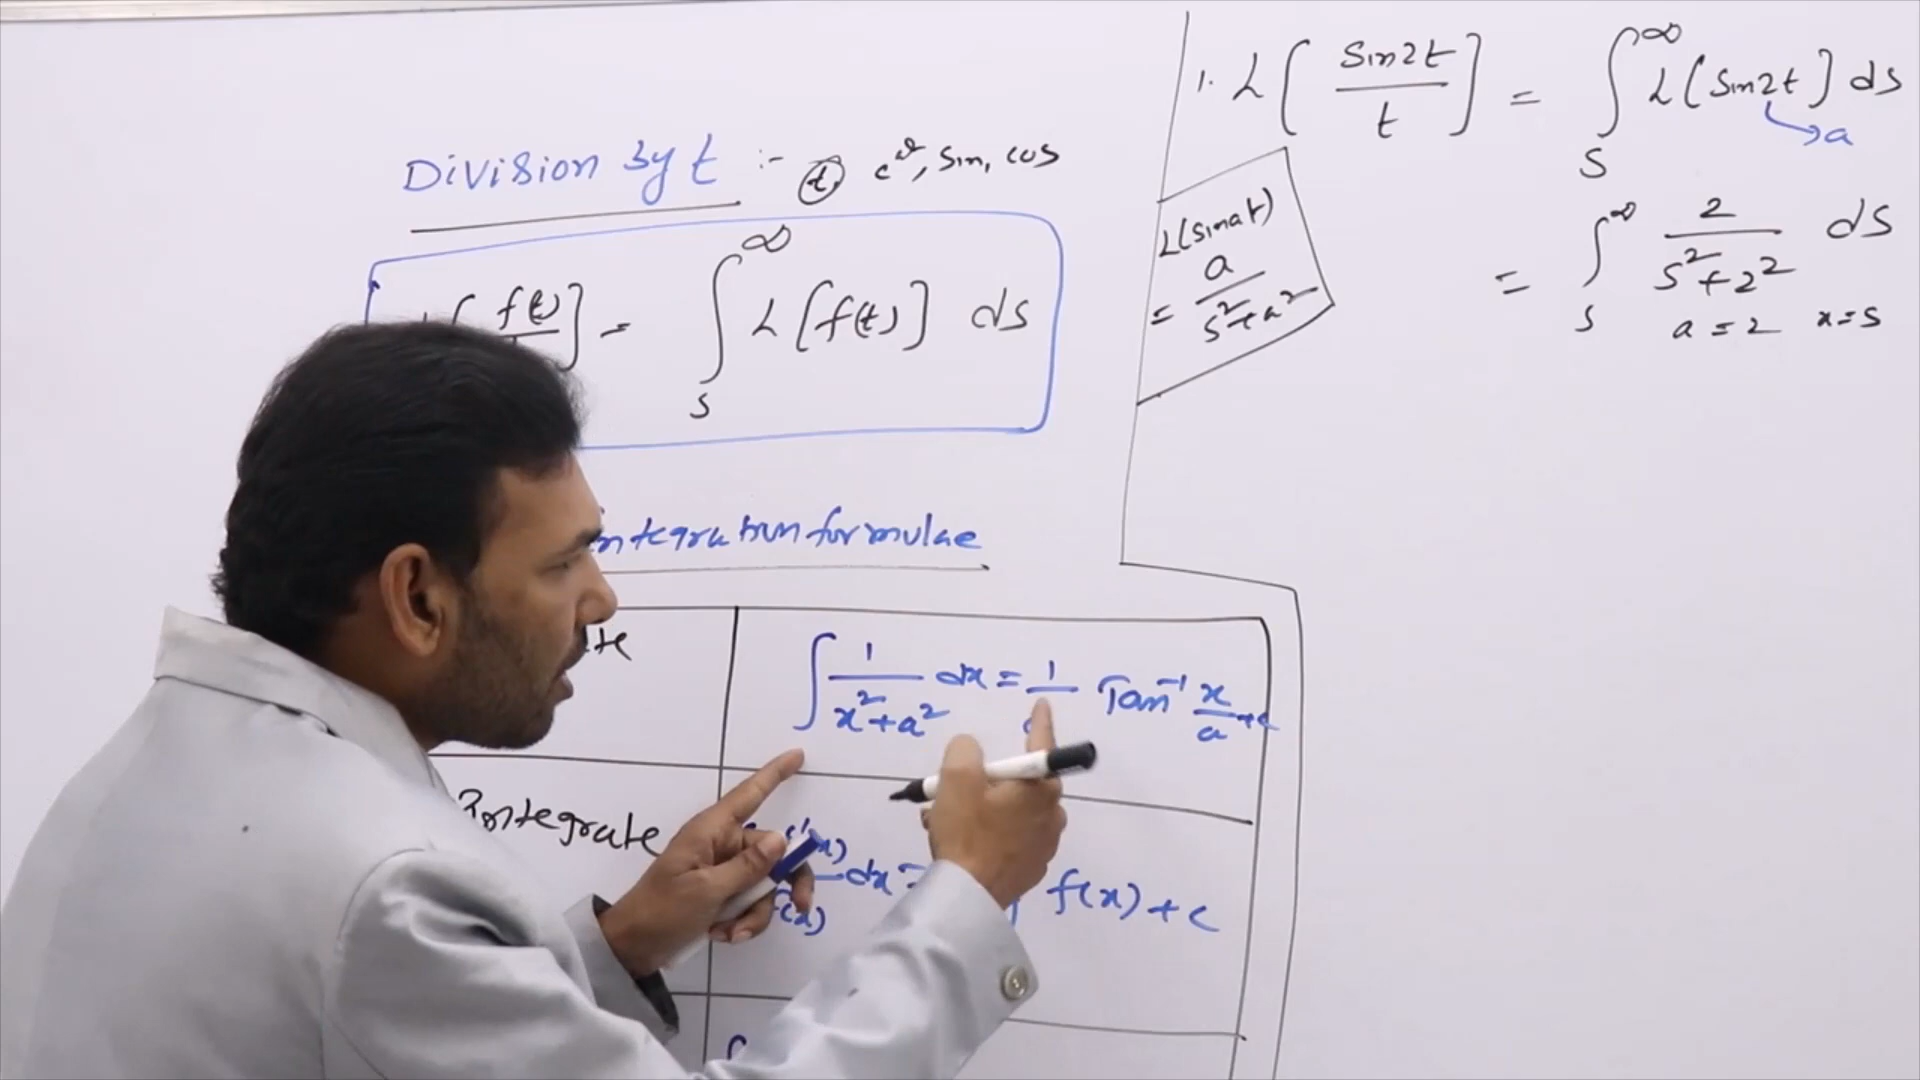 Division by t :- t, e^at, sin, cos
f(t)] = ∫_s^∞ L[f(t)] ds
integration formulae
∫ 1/(x²+a²) dx = 1/ Tan⁻¹ x/a + c
Integrate
dx = f(x) + c
1. L[ Sin2t / t ] = ∫_s^∞ L[Sin2t] ds
a
L(sinat)
= a/(s²+a²)
= ∫_s^∞ 2/(s²+2²) ds
a=2 x=s